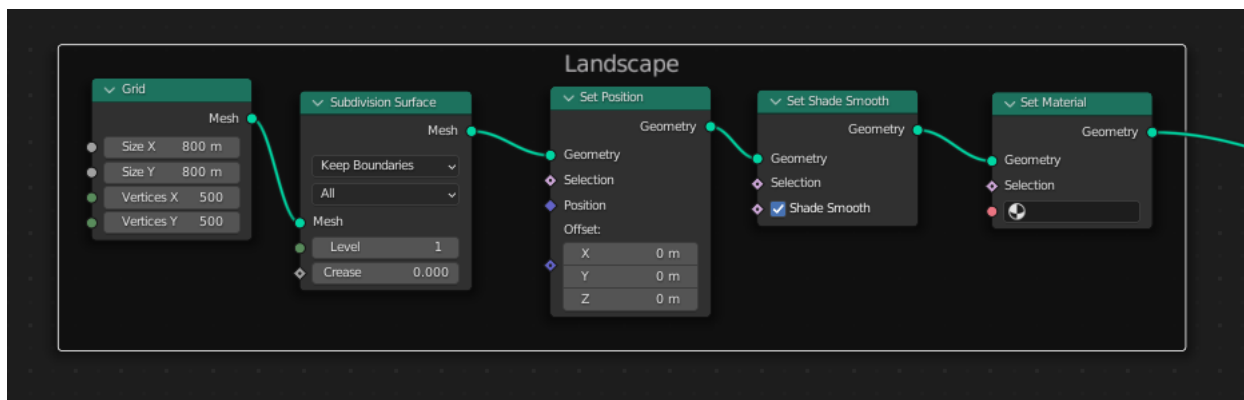 Landscape
Grid
Mesh
Size X 800 m
Size Y 800 m
Vertices X 500
Vertices Y 500
Subdivision Surface
Mesh
Keep Boundaries
All
Mesh
Level 1
Crease 0.000
Set Position
Geometry
Geometry
Selection
Position
Offset:
X 0 m
Y 0 m
Z 0 m
Set Shade Smooth
Geometry
Geometry
Selection
Shade Smooth
Set Material
Geometry
Geometry
Selection